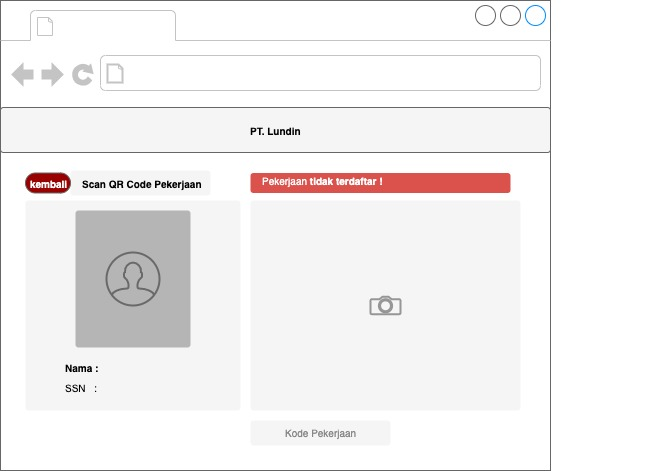 PT. Lundin
kembali Scan QR Code Pekerjaan
Pekerjaan tidak terdaftar !
Nama :
SSN :
Kode Pekerjaan